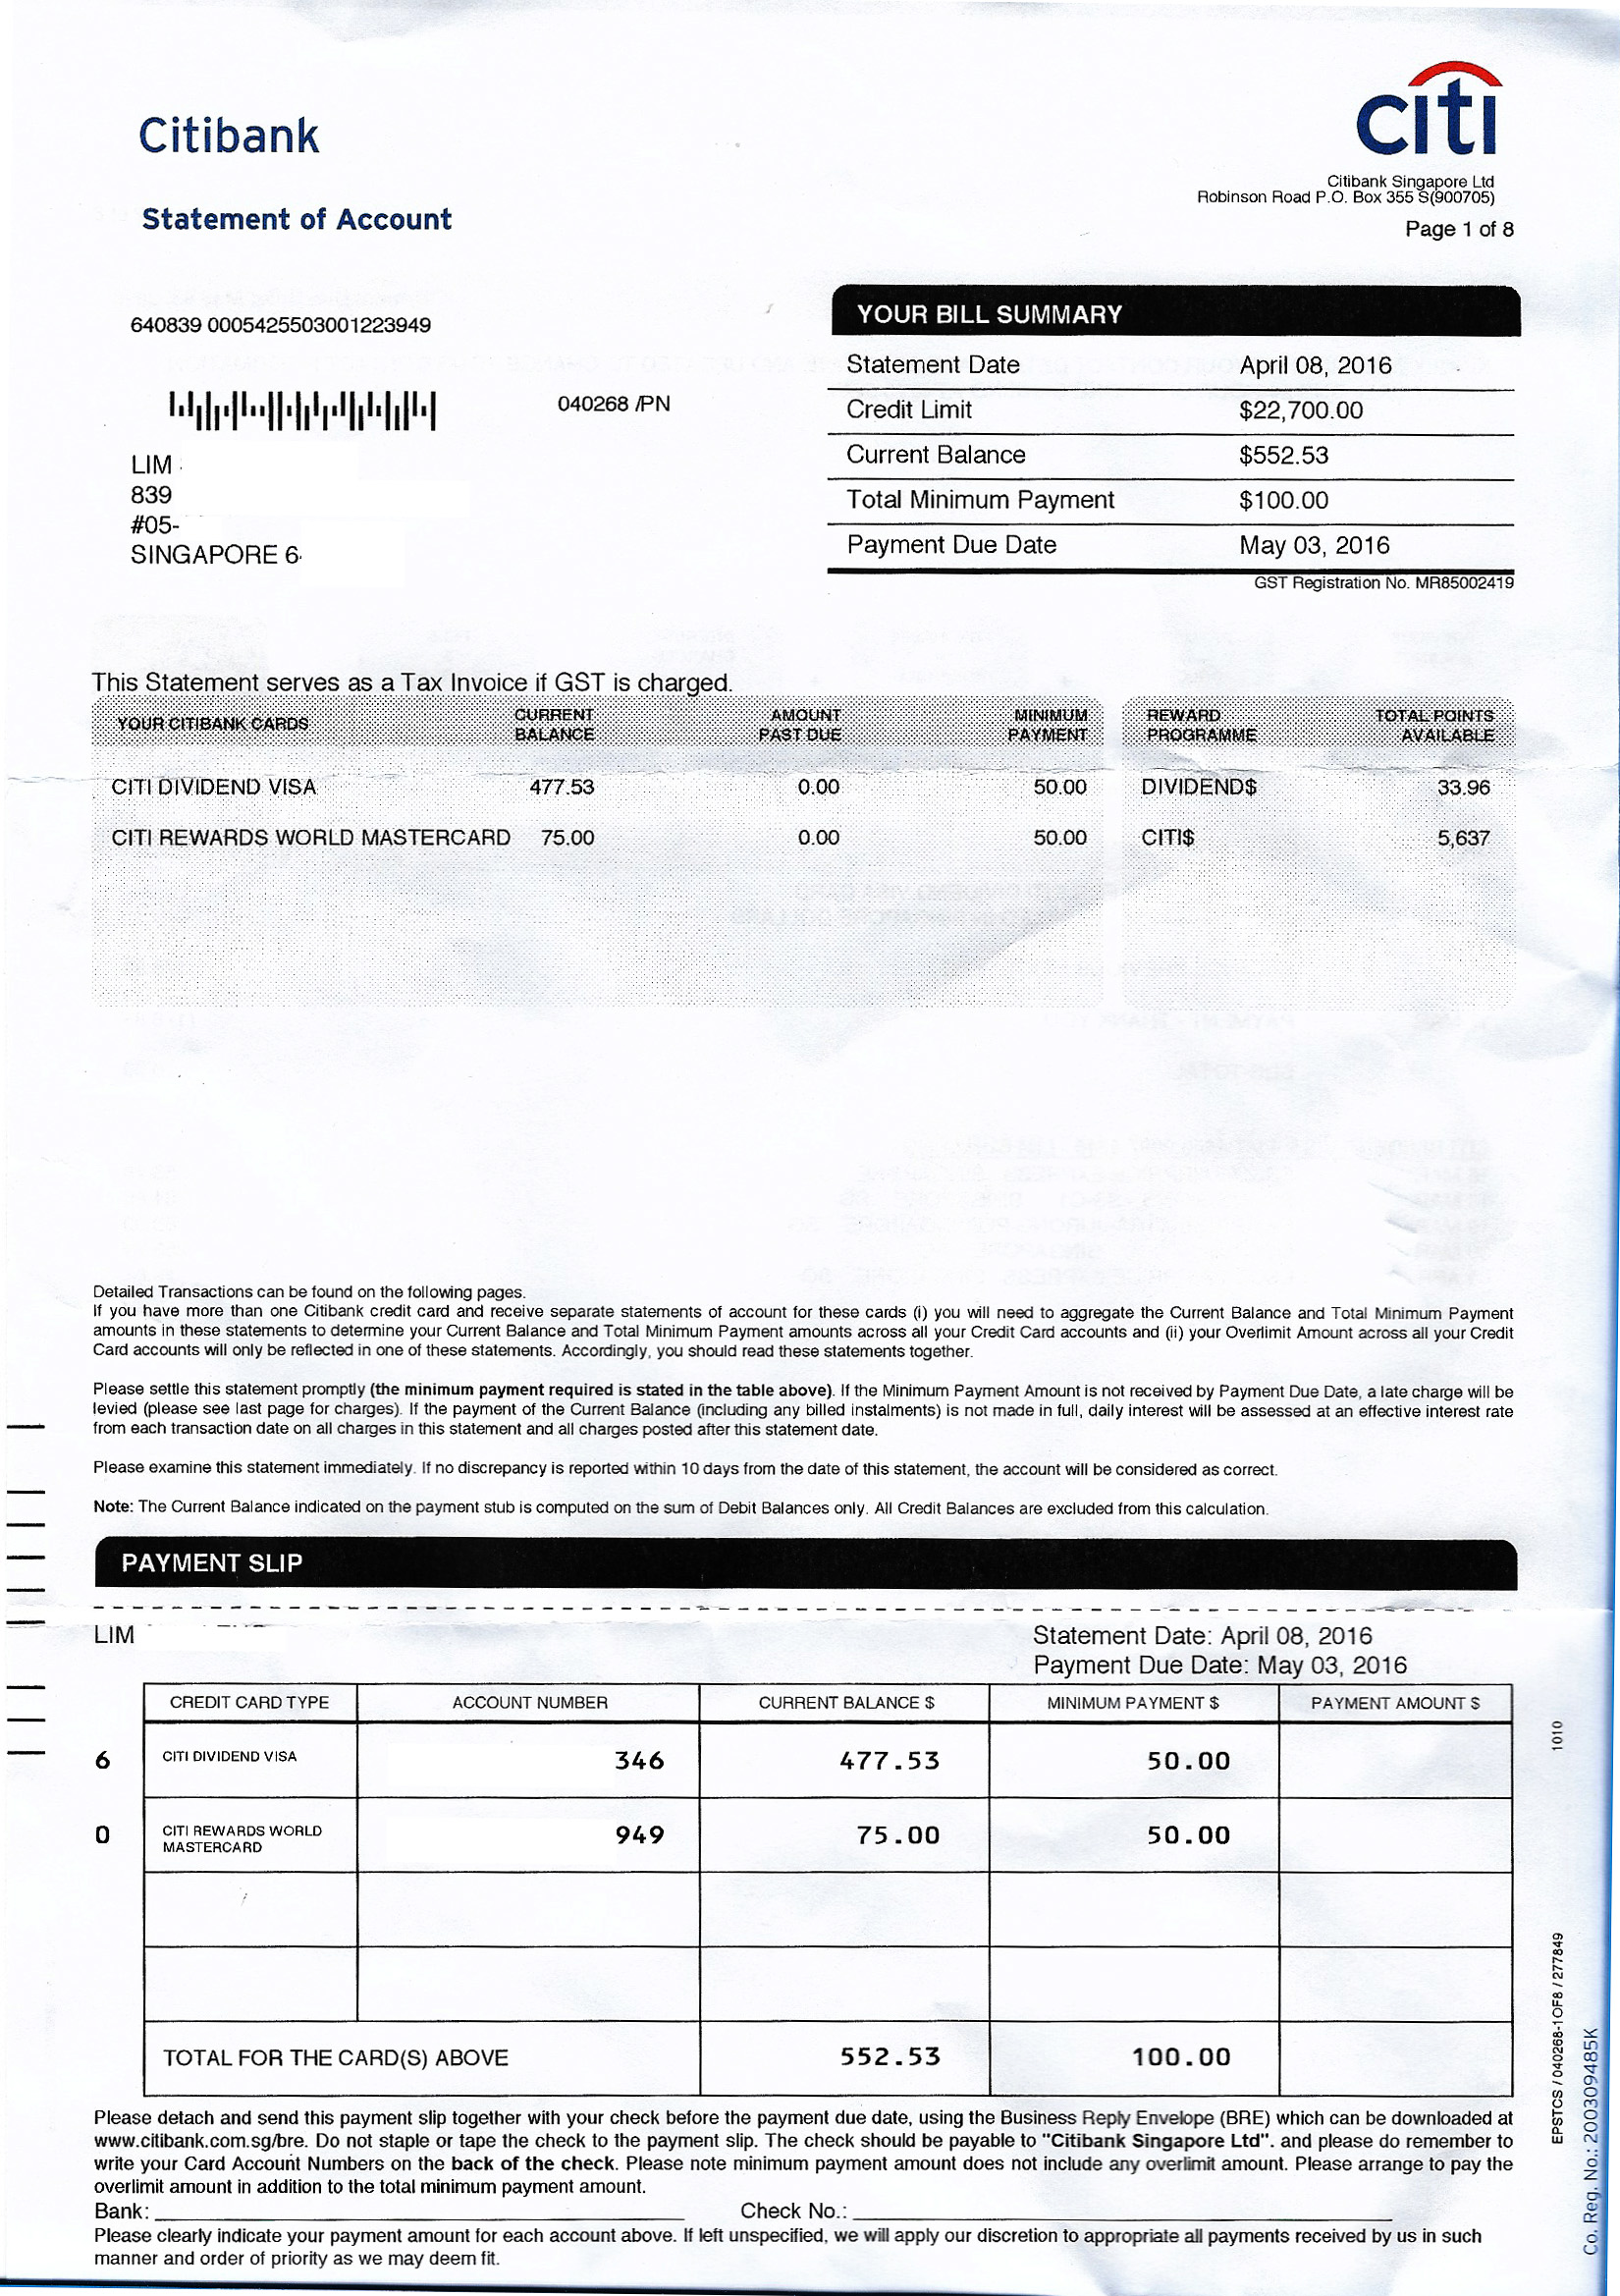 Citibank
citi
Citibank Singapore Ltd
Robinson Road P.O. Box 355 S(900705)
Statement of Account
Page 1 of 8
640839 0005425503001223949
040268 /PN
LIM
839
#05-
SINGAPORE 6
YOUR BILL SUMMARY
Statement Date April 08, 2016
Credit Limit $22,700.00
Current Balance $552.53
Total Minimum Payment $100.00
Payment Due Date May 03, 2016
GST Registration No. MR85002419
This Statement serves as a Tax Invoice if GST is charged.
YOUR CITIBANK CARDS CURRENT BALANCE AMOUNT PAST DUE MINIMUM PAYMENT REWARD PROGRAMME TOTAL POINTS AVAILABLE
CITI DIVIDEND VISA 477.53 0.00 50.00 DIVIDEND$ 33.96
CITI REWARDS WORLD MASTERCARD 75.00 0.00 50.00 CITI$ 5,637
Detailed Transactions can be found on the following pages.
If you have more than one Citibank credit card and receive separate statements of account for these cards (i) you will need to aggregate the Current Balance and Total Minimum Payment
amounts in these statements to determine your Current Balance and Total Minimum Payment amounts across all your Credit Card accounts and (ii) your Overlimit Amount across all your Credit
Card accounts will only be reflected in one of these statements. Accordingly, you should read these statements together.
Please settle this statement promptly (the minimum payment required is stated in the table above). If the Minimum Payment Amount is not received by Payment Due Date, a late charge will be
levied (please see last page for charges). If the payment of the Current Balance (including any billed instalments) is not made in full, daily interest will be assessed at an effective interest rate
from each transaction date on all charges in this statement and all charges posted after this statement date.
Please examine this statement immediately. If no discrepancy is reported within 10 days from the date of this statement, the account will be considered as correct.
Note: The Current Balance indicated on the payment stub is computed on the sum of Debit Balances only. All Credit Balances are excluded from this calculation.
PAYMENT SLIP
LIM
Statement Date: April 08, 2016
Payment Due Date: May 03, 2016
CREDIT CARD TYPE ACCOUNT NUMBER CURRENT BALANCE $ MINIMUM PAYMENT $ PAYMENT AMOUNT $
6 CITI DIVIDEND VISA 346 477.53 50.00
0 CITI REWARDS WORLD MASTERCARD 949 75.00 50.00
TOTAL FOR THE CARD(S) ABOVE 552.53 100.00
Please detach and send this payment slip together with your check before the payment due date, using the Business Reply Envelope (BRE) which can be downloaded at
www.citibank.com.sg/bre. Do not staple or tape the check to the payment slip. The check should be payable to "Citibank Singapore Ltd". and please do remember to
write your Card Account Numbers on the back of the check. Please note minimum payment amount does not include any overlimit amount. Please arrange to pay the
overlimit amount in addition to the total minimum payment amount.
Bank: Check No.:
Please clearly indicate your payment amount for each account above. If left unspecified, we will apply our discretion to appropriate all payments received by us in such
manner and order of priority as we may deem fit.
1010
EPSTCS / 040268-1OF8 / 277849
Co. Reg. No.: 200309485K